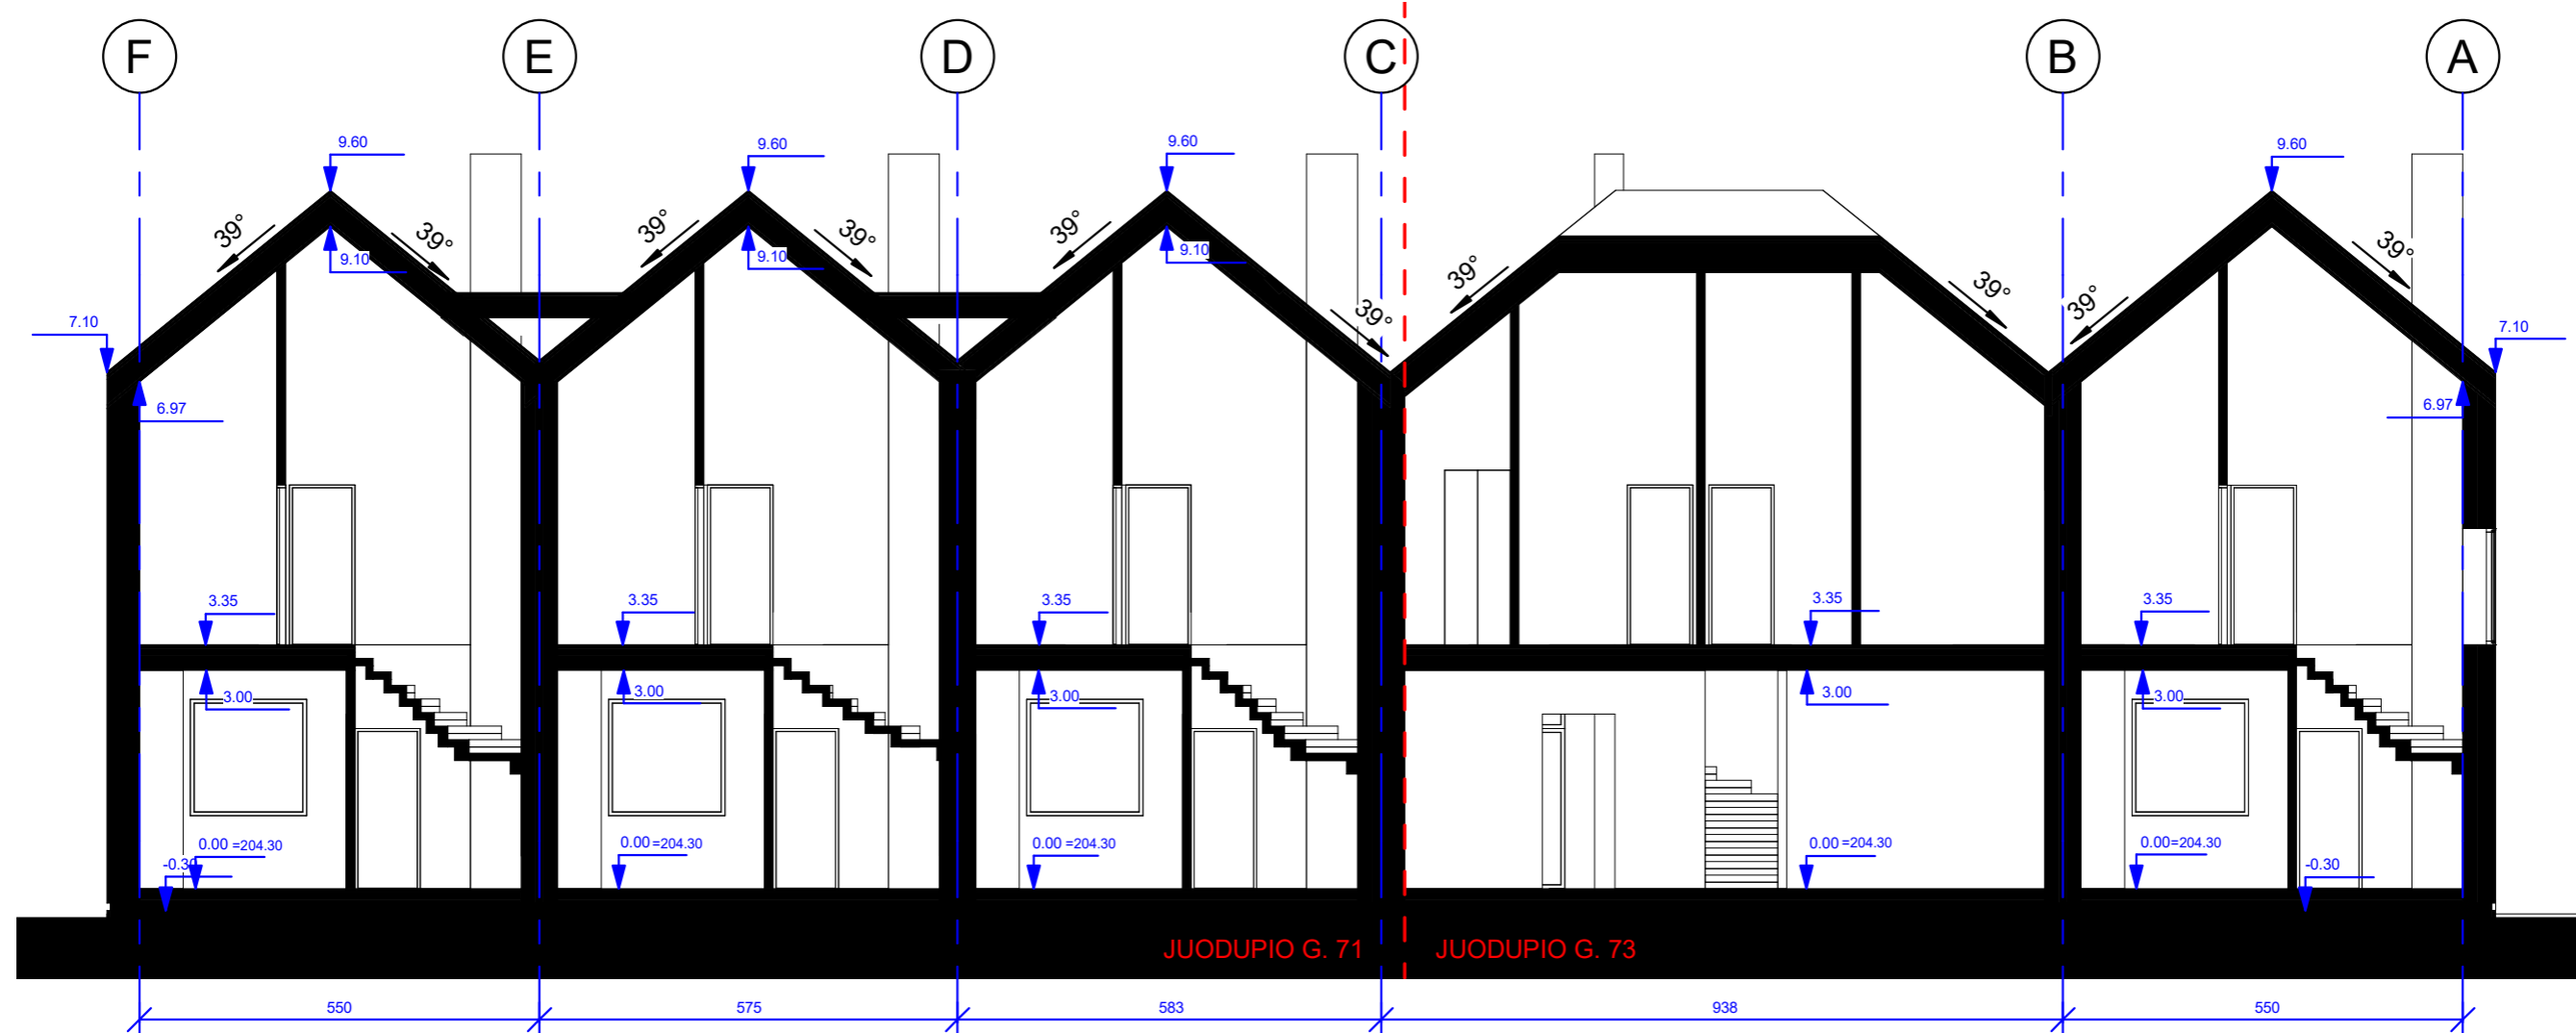 F E D C B A
9.60 9.60 9.60 9.60
39° 39° 39° 39° 39° 39° 39° 39° 39° 39°
9.10 9.10 9.10
7.10 7.10
6.97 6.97
3.35 3.35 3.35 3.35 3.35
3.00 3.00 3.00 3.00 3.00
0.00 =204.30 0.00=204.30 0.00 =204.30 0.00=204.30 0.00=204.30
-0.30 -0.30
JUODUPIO G. 71 JUODUPIO G. 73
550 575 583 938 550